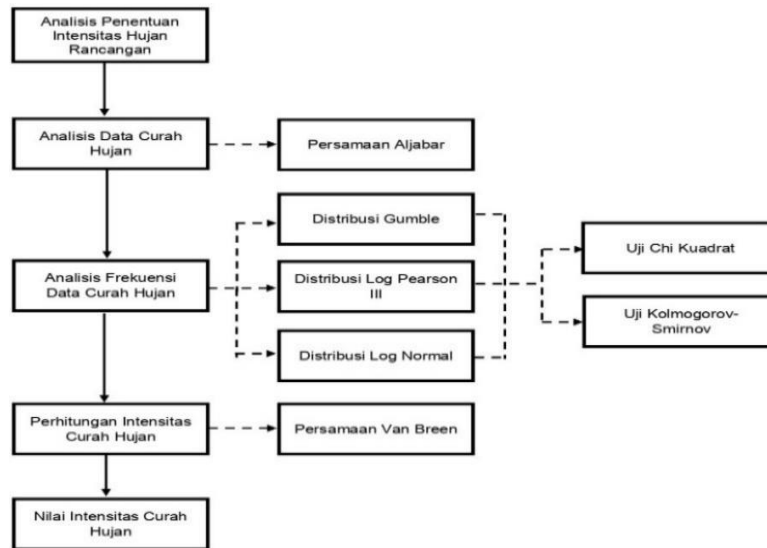 Analisis Penentuan
Intensitas Hujan
Rancangan
Analisis Data Curah
Hujan
Persamaan Aljabar
Distribusi Gumble
Analisis Frekuensi
Data Curah Hujan
Distribusi Log Pearson
III
Distribusi Log Normal
Uji Chi Kuadrat
Uji Kolmogorov-
Smirnov
Perhitungan Intensitas
Curah Hujan
Persamaan Van Breen
Nilai Intensitas Curah
Hujan